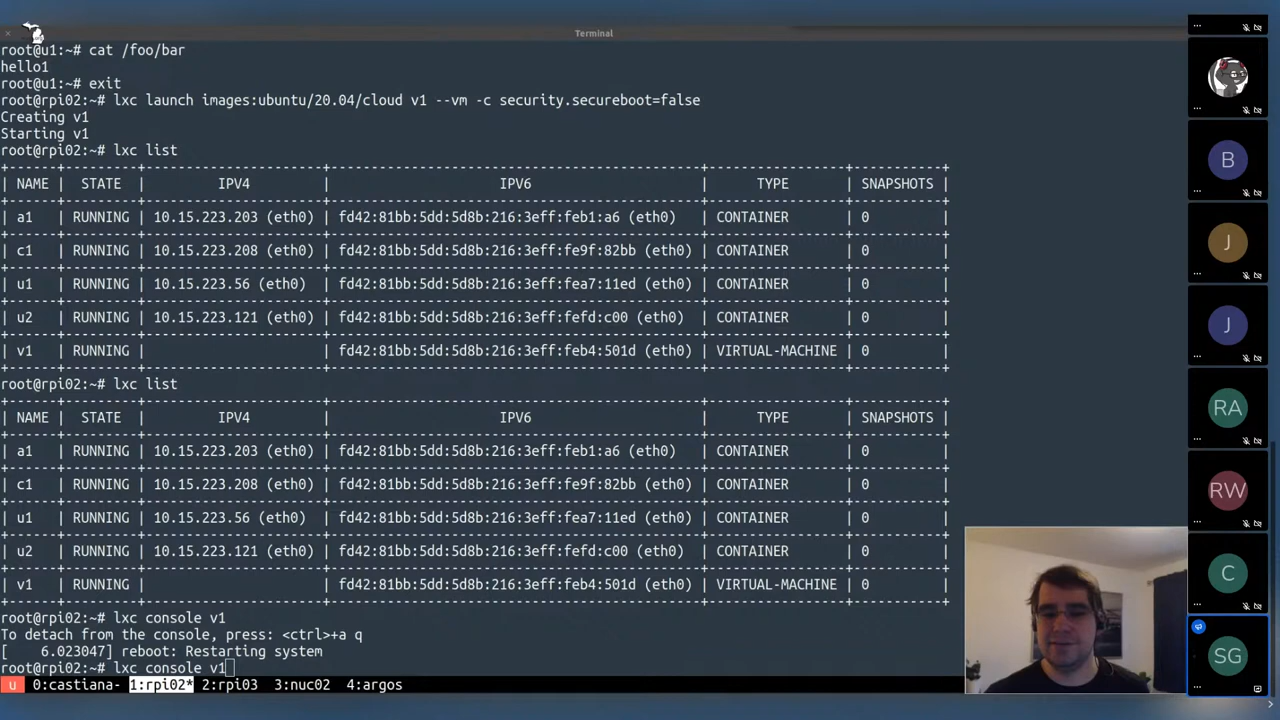 Terminal
root@u1:~# cat /foo/bar
hello1
root@u1:~# exit
root@rpi02:~# lxc launch images:ubuntu/20.04/cloud v1 --vm -c security.secureboot=false
Creating v1
Starting v1
root@rpi02:~# lxc list
| NAME | STATE | IPV4 | IPV6 | TYPE | SNAPSHOTS |
| a1 | RUNNING | 10.15.223.203 (eth0) | fd42:81bb:5dd:5d8b:216:3eff:feb1:a6 (eth0) | CONTAINER | 0 |
| c1 | RUNNING | 10.15.223.208 (eth0) | fd42:81bb:5dd:5d8b:216:3eff:fe9f:82bb (eth0) | CONTAINER | 0 |
| u1 | RUNNING | 10.15.223.56 (eth0) | fd42:81bb:5dd:5d8b:216:3eff:fea7:11ed (eth0) | CONTAINER | 0 |
| u2 | RUNNING | 10.15.223.121 (eth0) | fd42:81bb:5dd:5d8b:216:3eff:fefd:c00 (eth0) | CONTAINER | 0 |
| v1 | RUNNING | | fd42:81bb:5dd:5d8b:216:3eff:feb4:501d (eth0) | VIRTUAL-MACHINE | 0 |
root@rpi02:~# lxc list
| NAME | STATE | IPV4 | IPV6 | TYPE | SNAPSHOTS |
| a1 | RUNNING | 10.15.223.203 (eth0) | fd42:81bb:5dd:5d8b:216:3eff:feb1:a6 (eth0) | CONTAINER | 0 |
| c1 | RUNNING | 10.15.223.208 (eth0) | fd42:81bb:5dd:5d8b:216:3eff:fe9f:82bb (eth0) | CONTAINER | 0 |
| u1 | RUNNING | 10.15.223.56 (eth0) | fd42:81bb:5dd:5d8b:216:3eff:fea7:11ed (eth0) | CONTAINER | 0 |
| u2 | RUNNING | 10.15.223.121 (eth0) | fd42:81bb:5dd:5d8b:216:3eff:fefd:c00 (eth0) | CONTAINER | 0 |
| v1 | RUNNING | | fd42:81bb:5dd:5d8b:216:3eff:feb4:501d (eth0) | VIRTUAL-MACHINE | 0 |
root@rpi02:~# lxc console v1
To detach from the console, press: <ctrl>+a q
[    6.023047] reboot: Restarting system
root@rpi02:~# lxc console v1
u 0:castiana- 1:rpi02* 2:rpi03 3:nuc02 4:argos
B
J
J
RA
RW
C
SG